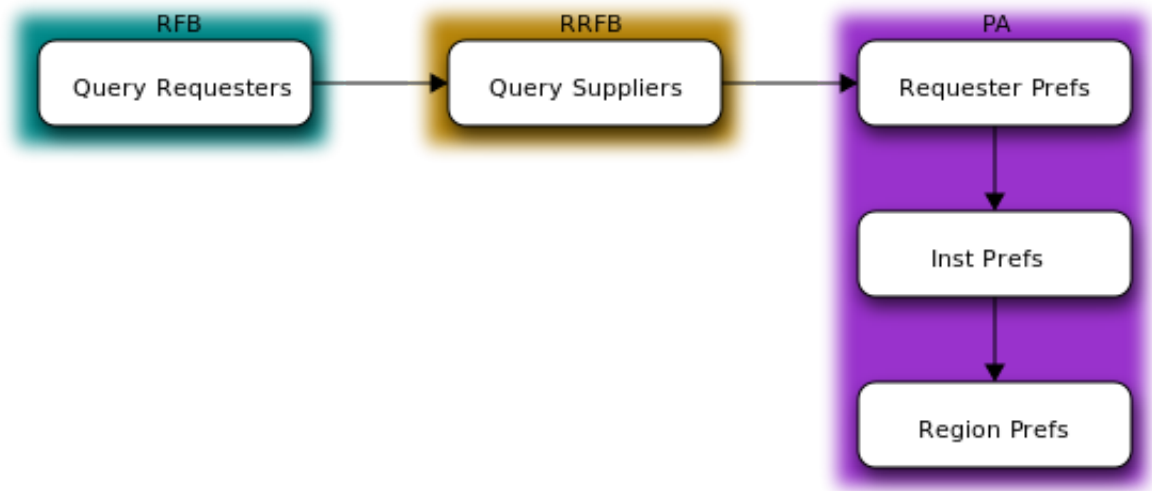 RFB
Query Requesters
RRFB
Query Suppliers
PA
Requester Prefs
Inst Prefs
Region Prefs